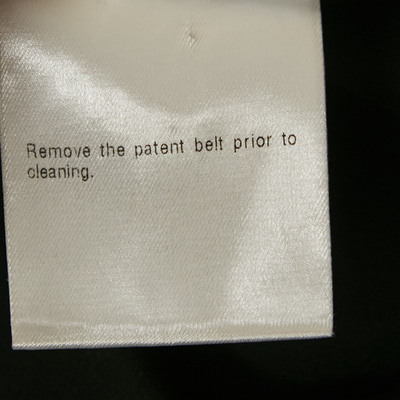 Remove the patent belt prior to
cleaning.